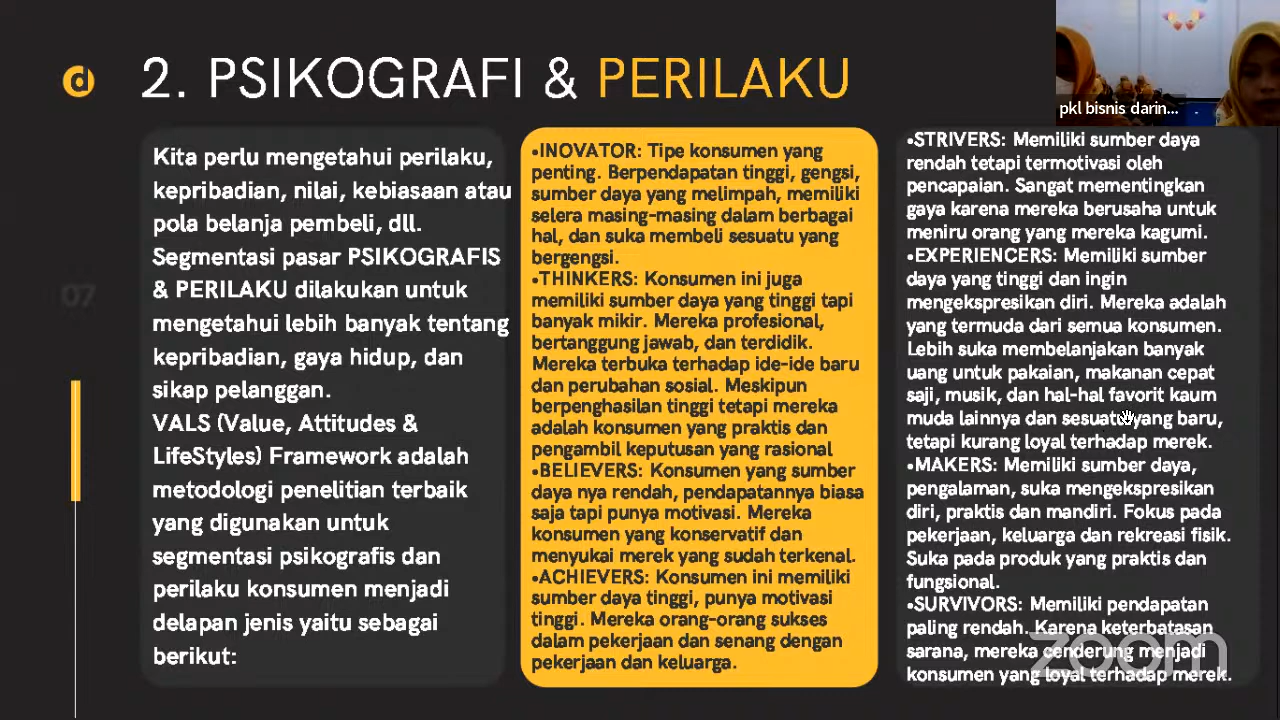 d
2. PSIKOGRAFI & PERILAKU
pkl bisnis darin...
07
Kita perlu mengetahui perilaku,
kepribadian, nilai, kebiasaan atau
pola belanja pembeli, dll.
Segmentasi pasar PSIKOGRAFIS
& PERILAKU dilakukan untuk
mengetahui lebih banyak tentang
kepribadian, gaya hidup, dan
sikap pelanggan.
VALS (Value, Attitudes &
LifeStyles) Framework adalah
metodologi penelitian terbaik
yang digunakan untuk
segmentasi psikografis dan
perilaku konsumen menjadi
delapan jenis yaitu sebagai
berikut:
•INOVATOR: Tipe konsumen yang
penting. Berpendapatan tinggi, gengsi,
sumber daya yang melimpah, memiliki
selera masing-masing dalam berbagai
hal, dan suka membeli sesuatu yang
bergengsi.
•THINKERS: Konsumen ini juga
memiliki sumber daya yang tinggi tapi
banyak mikir. Mereka profesional,
bertanggung jawab, dan terdidik.
Mereka terbuka terhadap ide-ide baru
dan perubahan sosial. Meskipun
berpenghasilan tinggi tetapi mereka
adalah konsumen yang praktis dan
pengambil keputusan yang rasional
•BELIEVERS: Konsumen yang sumber
daya nya rendah, pendapatannya biasa
saja tapi punya motivasi. Mereka
konsumen yang konservatif dan
menyukai merek yang sudah terkenal.
•ACHIEVERS: Konsumen ini memiliki
sumber daya tinggi, punya motivasi
tinggi. Mereka orang-orang sukses
dalam pekerjaan dan senang dengan
pekerjaan dan keluarga.
•STRIVERS: Memiliki sumber daya
rendah tetapi termotivasi oleh
pencapaian. Sangat mementingkan
gaya karena mereka berusaha untuk
meniru orang yang mereka kagumi.
•EXPERIENCERS: Memiliki sumber
daya yang tinggi dan ingin
mengekspresikan diri. Mereka adalah
yang termuda dari semua konsumen.
Lebih suka membelanjakan banyak
uang untuk pakaian, makanan cepat
saji, musik, dan hal-hal favorit kaum
muda lainnya dan sesuatu yang baru,
tetapi kurang loyal terhadap merek.
•MAKERS: Memiliki sumber daya,
pengalaman, suka mengekspresikan
diri, praktis dan mandiri. Fokus pada
pekerjaan, keluarga dan rekreasi fisik.
Suka pada produk yang praktis dan
fungsional.
•SURVIVORS: Memiliki pendapatan
paling rendah. Karena keterbatasan
sarana, mereka cenderung menjadi
konsumen yang loyal terhadap merek.
zoom